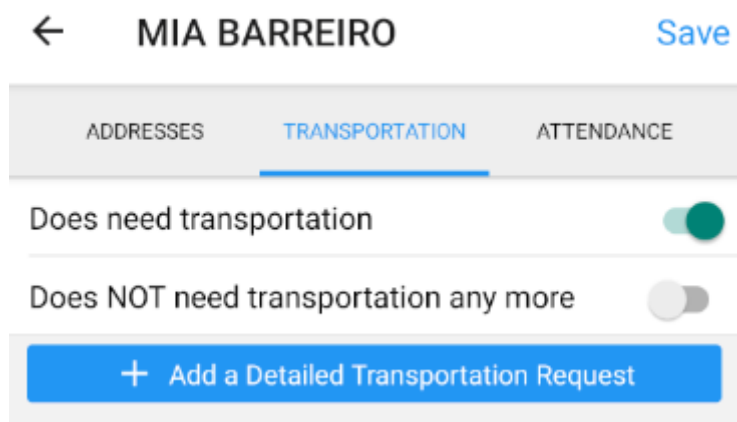 MIA BARREIRO Save
ADDRESSES TRANSPORTATION ATTENDANCE
Does need transportation
Does NOT need transportation any more
+ Add a Detailed Transportation Request